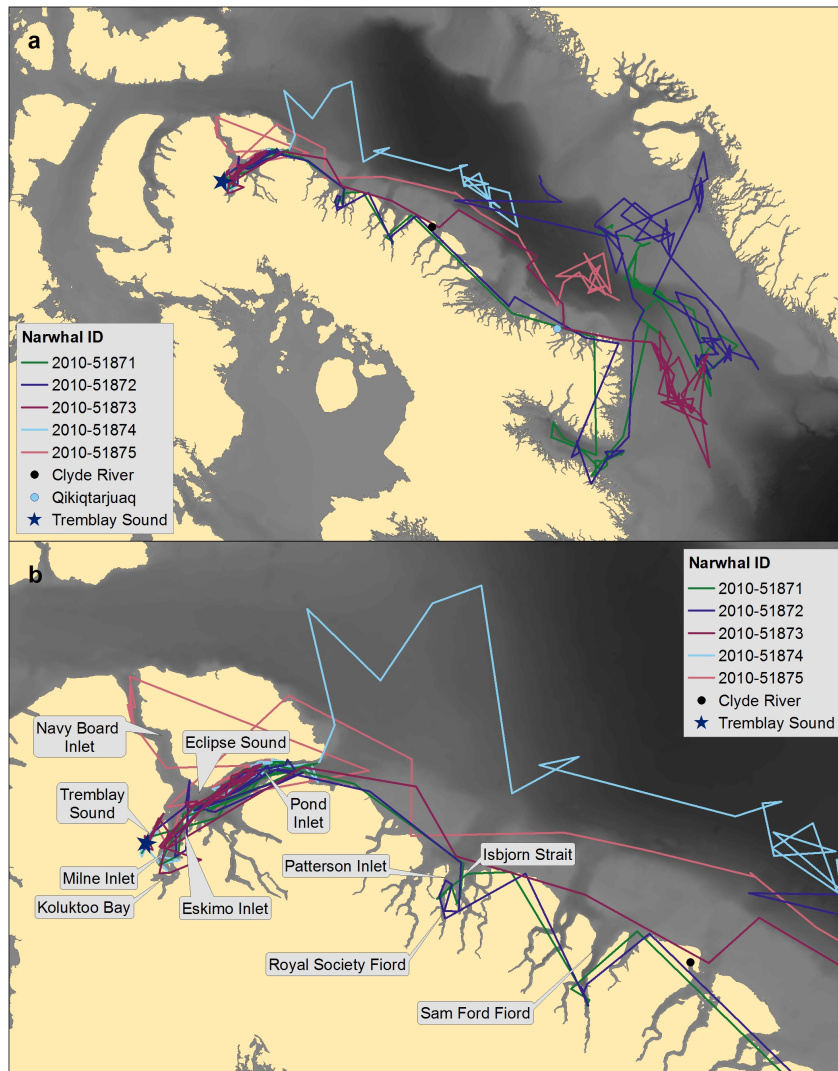 a
Narwhal ID
2010-51871
2010-51872
2010-51873
2010-51874
2010-51875
Clyde River
Qikiqtarjuaq
Tremblay Sound
b
Narwhal ID
2010-51871
2010-51872
2010-51873
2010-51874
2010-51875
Clyde River
Tremblay Sound
Navy Board
Inlet
Eclipse Sound
Tremblay
Sound
Pond
Inlet
Isbjorn Strait
Patterson Inlet
Milne Inlet
Koluktoo Bay
Eskimo Inlet
Royal Society Fiord
Sam Ford Fiord